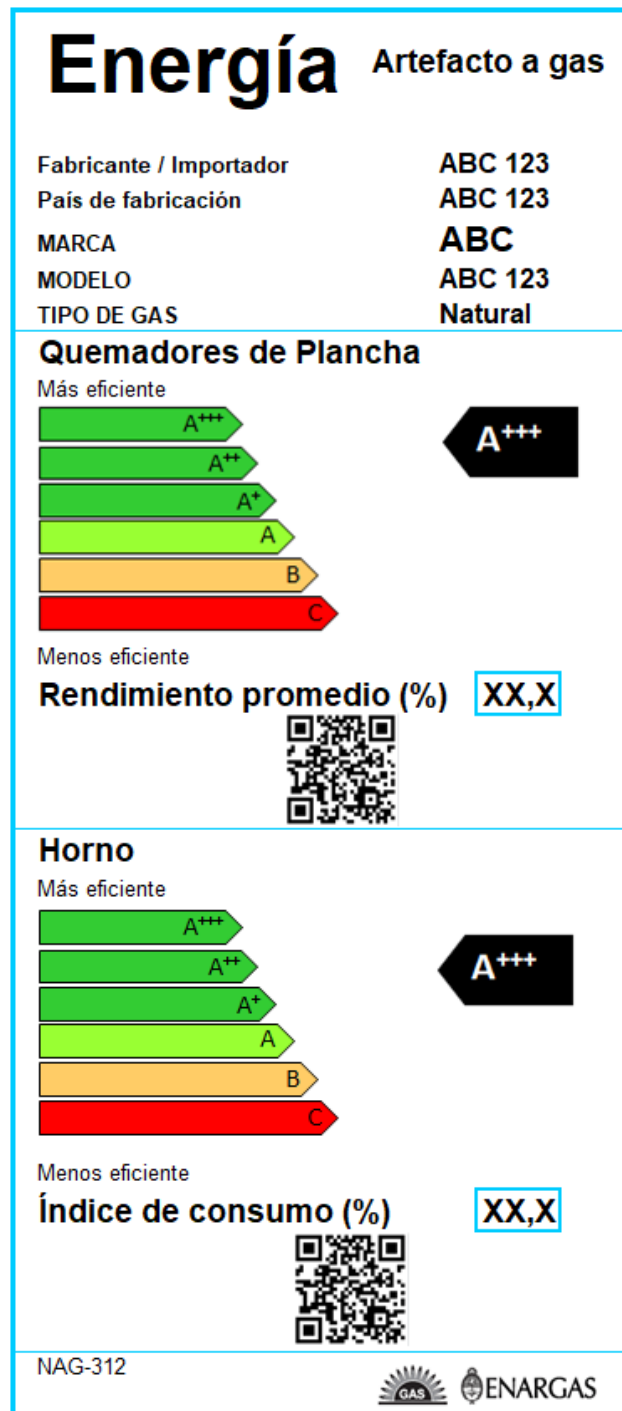 Energía Artefacto a gas
Fabricante / Importador ABC 123
País de fabricación ABC 123
MARCA ABC
MODELO ABC 123
TIPO DE GAS Natural
Quemadores de Plancha
Más eficiente
A+++ A+++
A++
A+
A
B
C
Menos eficiente
Rendimiento promedio (%) XX,X
Horno
Más eficiente
A+++
A++ A+++
A+
A
B
C
Menos eficiente
Índice de consumo (%) XX,X
NAG-312
GAS ENARGAS